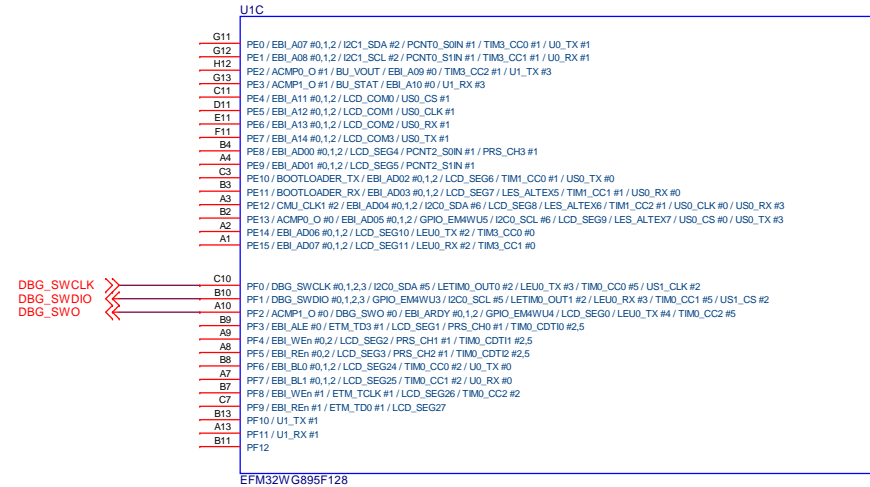 U1C
G11 PE0 / EBI_A07 #0,1,2 / I2C1_SDA #2 / PCNT0_S0IN #1 / TIM3_CC0 #1 / U0_TX #1
G12 PE1 / EBI_A08 #0,1,2 / I2C1_SCL #2 / PCNT0_S1IN #1 / TIM3_CC1 #1 / U0_RX #1
H12 PE2 / ACMP0_O #1 / BU_VOUT / EBI_A09 #0 / TIM3_CC2 #1 / U1_TX #3
G13 PE3 / ACMP1_O #1 / BU_STAT / EBI_A10 #0 / U1_RX #3
C11 PE4 / EBI_A11 #0,1,2 / LCD_COM0 / US0_CS #1
D11 PE5 / EBI_A12 #0,1,2 / LCD_COM1 / US0_CLK #1
E11 PE6 / EBI_A13 #0,1,2 / LCD_COM2 / US0_RX #1
F11 PE7 / EBI_A14 #0,1,2 / LCD_COM3 / US0_TX #1
B4 PE8 / EBI_AD00 #0,1,2 / LCD_SEG4 / PCNT2_S0IN #1 / PRS_CH3 #1
A4 PE9 / EBI_AD01 #0,1,2 / LCD_SEG5 / PCNT2_S1IN #1
C3 PE10 / BOOTLOADER_TX / EBI_AD02 #0,1,2 / LCD_SEG6 / TIM1_CC0 #1 / US0_TX #0
B3 PE11 / BOOTLOADER_RX / EBI_AD03 #0,1,2 / LCD_SEG7 / LES_ALTEX5 / TIM1_CC1 #1 / US0_RX #0
A3 PE12 / CMU_CLK1 #2 / EBI_AD04 #0,1,2 / I2C0_SDA #6 / LCD_SEG8 / LES_ALTEX6 / TIM1_CC2 #1 / US0_CLK #0 / US0_RX #3
B2 PE13 / ACMP0_O #0 / EBI_AD05 #0,1,2 / GPIO_EM4WU5 / I2C0_SCL #6 / LCD_SEG9 / LES_ALTEX7 / US0_CS #0 / US0_TX #3
A2 PE14 / EBI_AD06 #0,1,2 / LCD_SEG10 / LEU0_TX #2 / TIM3_CC0 #0
A1 PE15 / EBI_AD07 #0,1,2 / LCD_SEG11 / LEU0_RX #2 / TIM3_CC1 #0
DBG_SWCLK C10 PF0 / DBG_SWCLK #0,1,2,3 / I2C0_SDA #5 / LETIM0_OUT0 #2 / LEU0_TX #3 / TIM0_CC0 #5 / US1_CLK #2
DBG_SWDIO B10 PF1 / DBG_SWDIO #0,1,2,3 / GPIO_EM4WU3 / I2C0_SCL #5 / LETIM0_OUT1 #2 / LEU0_RX #3 / TIM0_CC1 #5 / US1_CS #2
DBG_SWO A10 PF2 / ACMP1_O #0 / DBG_SWO #0 / EBI_ARDY #0,1,2 / GPIO_EM4WU4 / LCD_SEG0 / LEU0_TX #4 / TIM0_CC2 #5
B9 PF3 / EBI_ALE #0 / ETM_TD3 #1 / LCD_SEG1 / PRS_CH0 #1 / TIM0_CDTI0 #2,5
A9 PF4 / EBI_WEn #0,2 / LCD_SEG2 / PRS_CH1 #1 / TIM0_CDTI1 #2,5
A8 PF5 / EBI_REn #0,2 / LCD_SEG3 / PRS_CH2 #1 / TIM0_CDTI2 #2,5
B8 PF6 / EBI_BL0 #0,1,2 / LCD_SEG24 / TIM0_CC0 #2 / U0_TX #0
A7 PF7 / EBI_BL1 #0,1,2 / LCD_SEG25 / TIM0_CC1 #2 / U0_RX #0
B7 PF8 / EBI_WEn #1 / ETM_TCLK #1 / LCD_SEG26 / TIM0_CC2 #2
C7 PF9 / EBI_REn #1 / ETM_TD0 #1 / LCD_SEG27
B13 PF10 / U1_TX #1
A13 PF11 / U1_RX #1
B11 PF12
EFM32WG895F128